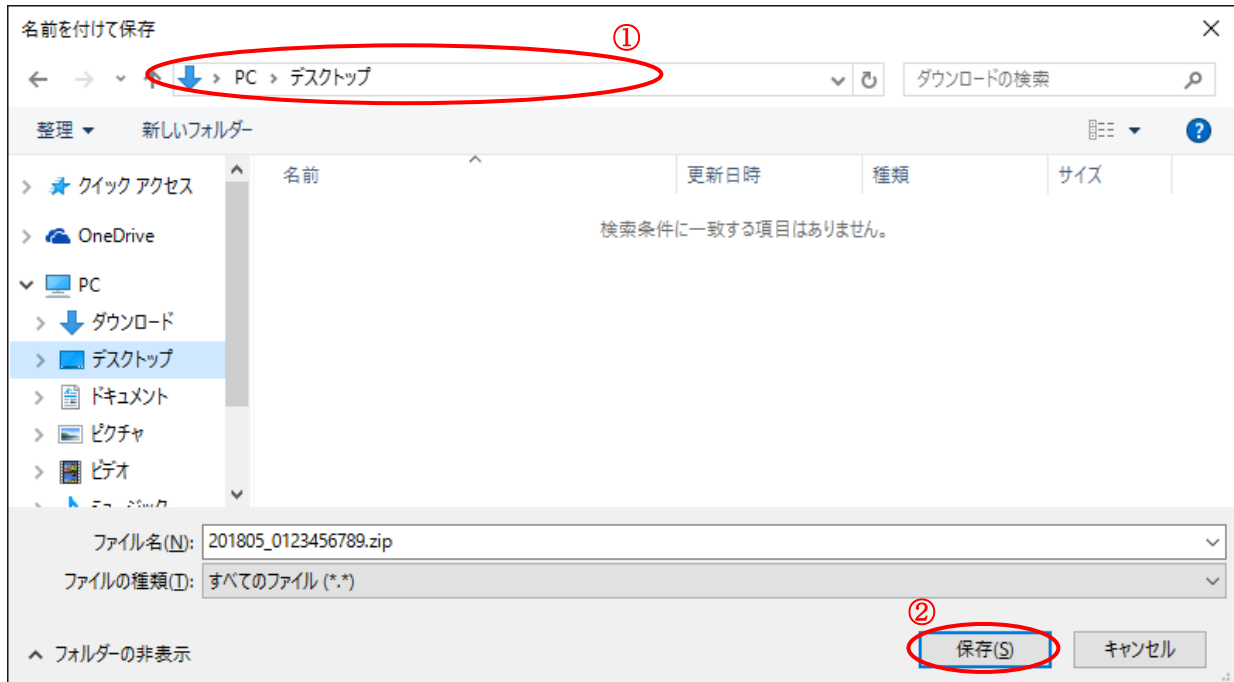 名前を付けて保存
①
PC > デスクトップ
ダウンロードの検索
整理
新しいフォルダー
クイック アクセス
OneDrive
PC
ダウンロード
デスクトップ
ドキュメント
ピクチャ
ビデオ
名前
更新日時
種類
サイズ
検索条件に一致する項目はありません。
ファイル名(N): 201805_0123456789.zip
ファイルの種類(T): すべてのファイル (*.*)
②
フォルダーの非表示
保存(S)
キャンセル